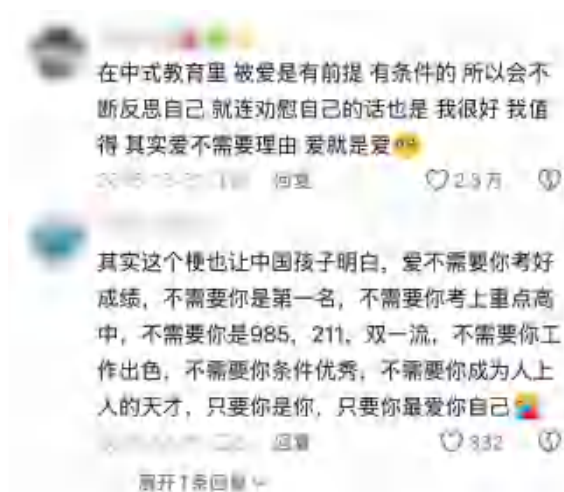 在中式教育里 被爱是有前提 有条件的 所以会不
断反思自己 就连劝慰自己的话也是 我很好 我值
得 其实爱不需要理由 爱就是爱
回复
2.3万
其实这个梗也让中国孩子明白，爱不需要你考好
成绩，不需要你是第一名，不需要你考上重点高
中，不需要你是985，211，双一流，不需要你工
作出色，不需要你条件优秀，不需要你成为人上
人的天才，只要你是你，只要你最爱你自己
回复
332
展开1条回复